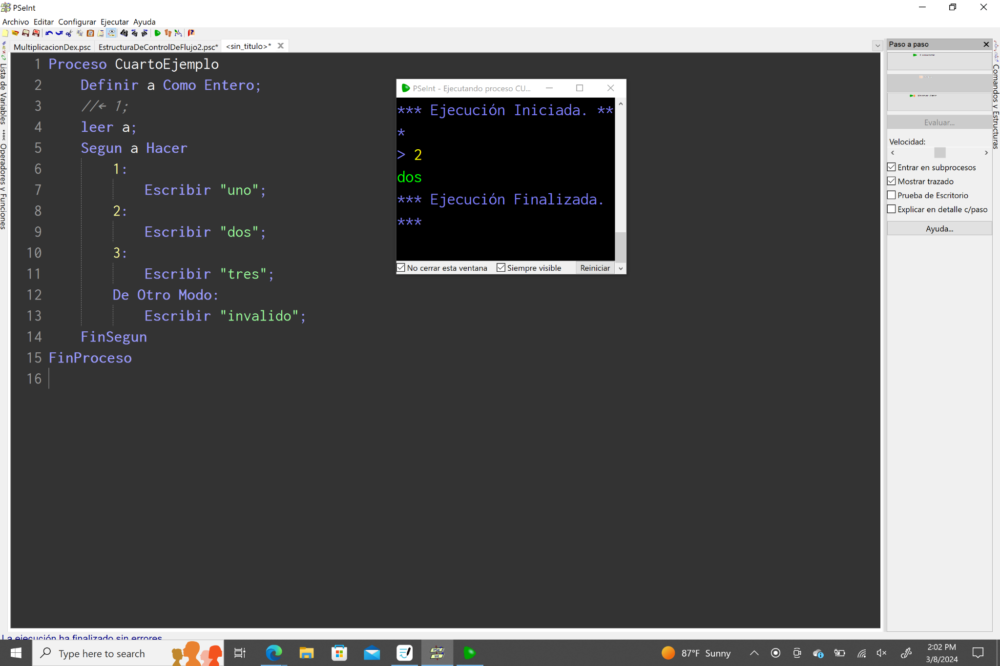 PSeInt
Archivo Editar Configurar Ejecutar Ayuda
MultiplicacionDex.psc EstructuraDeControlDeFlujo2.psc* <sin_titulo>*
Lista de Variables
Operadores y Funciones
1 Proceso CuartoEjemplo
2 Definir a Como Entero;
3 //← 1;
4 leer a;
5 Segun a Hacer
6 1:
7 Escribir "uno";
8 2:
9 Escribir "dos";
10 3:
11 Escribir "tres";
12 De Otro Modo:
13 Escribir "invalido";
14 FinSegun
15 FinProceso
16
PSeInt - Ejecutando proceso CU...
*** Ejecución Iniciada. **
*
> 2
dos
*** Ejecución Finalizada.
***
No cerrar esta ventana Siempre visible Reiniciar
Paso a paso
Comenzar
Primer Paso
Evaluar...
Velocidad:
Entrar en subprocesos
Mostrar trazado
Prueba de Escritorio
Explicar en detalle c/paso
Ayuda...
Comandos y Estructuras
La ejecución ha finalizado sin errores.
Type here to search
87°F Sunny
2:02 PM
3/8/2024